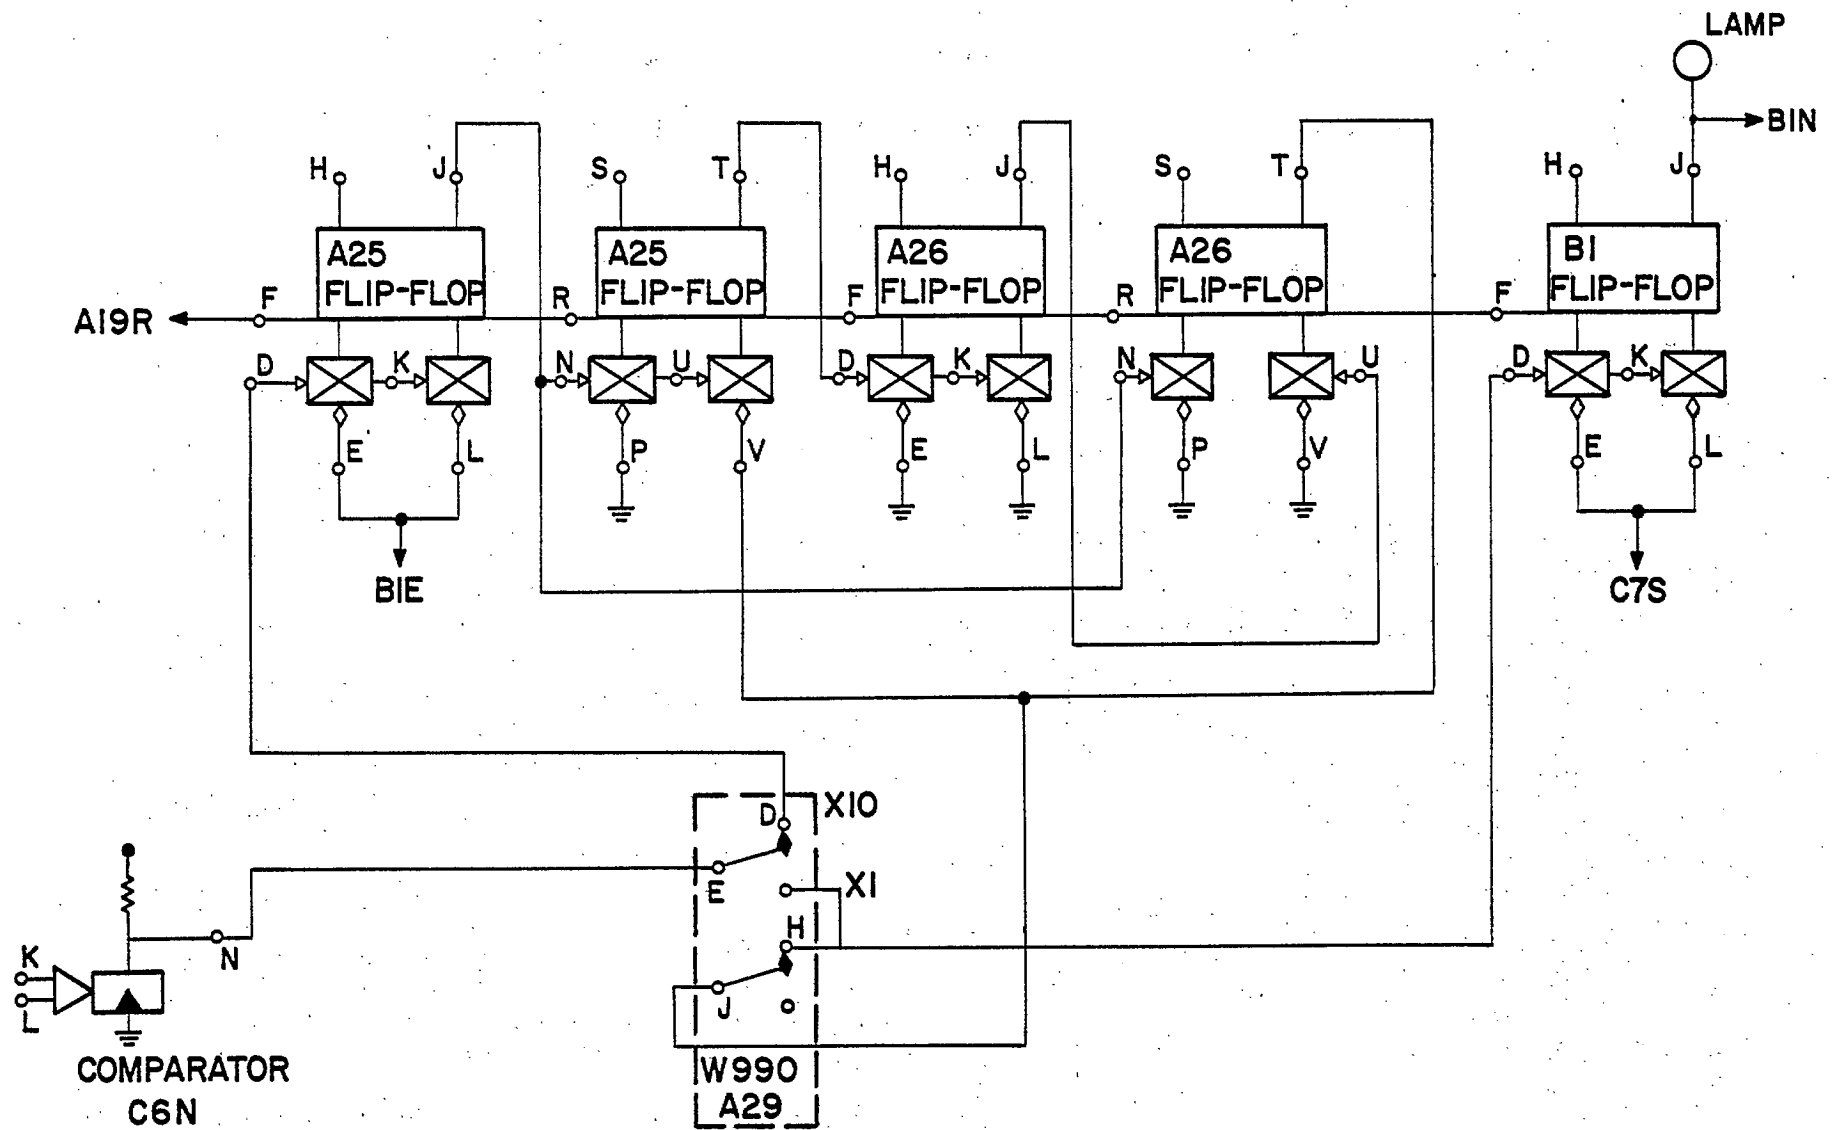 LAMP
BIN
H J S T H J S T H J
A25
FLIP-FLOP
A25
FLIP-FLOP
A26
FLIP-FLOP
A26
FLIP-FLOP
B1
FLIP-FLOP
A19R F R F R F
D K N U D K N U D K
E L P V E L P V E L
B1E
C7S
D X10
E X1
H
N
K
J
L
COMPARATOR
C6N
W990
A29